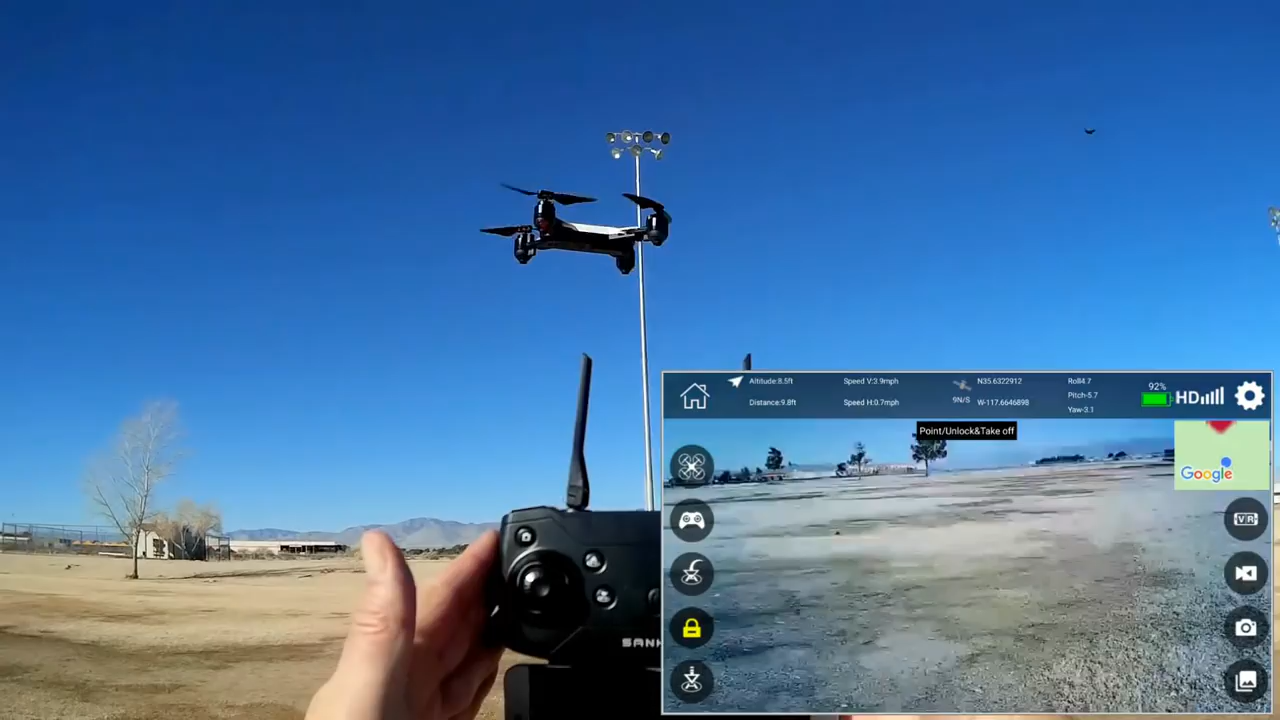 Altitude:8.5ft
Speed V:3.9mph
N35.6322912
Roll4.7
92%
HD
Pitch-5.7
Distance:9.8ft
Speed H:0.7mph
9N/S
W-117.6646898
Yaw-3.1
Point/Unlock&Take off
Google
VR
SANR